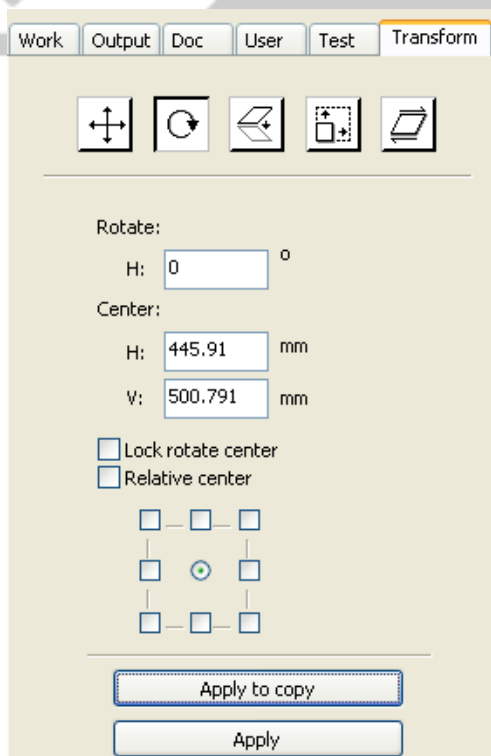 Work Output Doc User Test Transform
Rotate:
H: 0 °
Center:
H: 445.91 mm
V: 500.791 mm
Lock rotate center
Relative center
Apply to copy
Apply